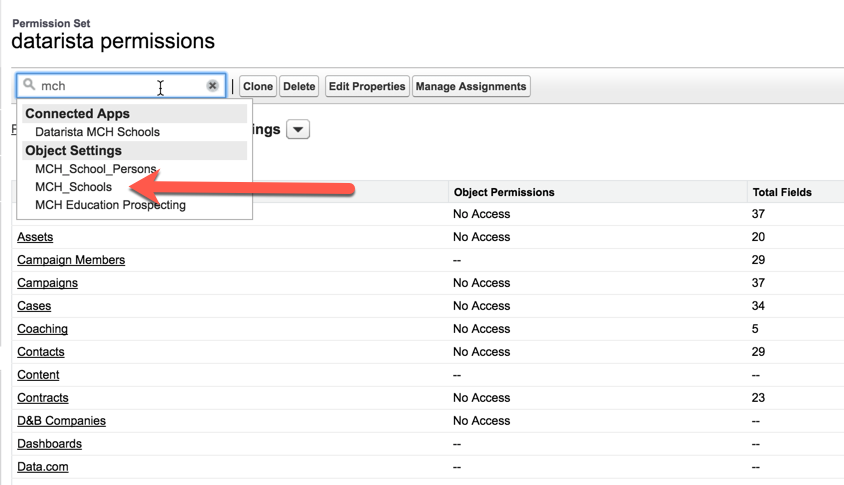 Permission Set
datarista permissions
mch
Clone Delete Edit Properties Manage Assignments
Connected Apps
Datarista MCH Schools
Object Settings
MCH_School_Persons
MCH_Schools
MCH Education Prospecting
ings
Object Permissions Total Fields
No Access 37
Assets No Access 20
Campaign Members -- 29
Campaigns No Access 37
Cases No Access 34
Coaching No Access 5
Contacts No Access 29
Content -- --
Contracts No Access 23
D&B Companies No Access --
Dashboards -- --
Data.com -- --